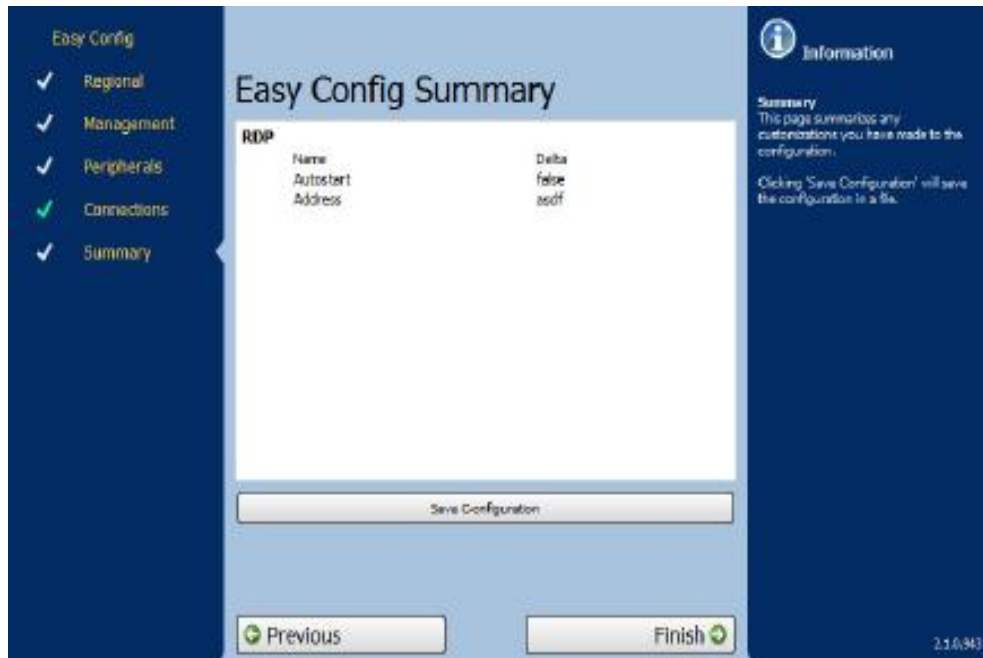 Easy Config
Regional
Management
Peripherals
Connections
Summary
Easy Config Summary
RDP
Name Delta
Autostart false
Address asdf
Save Configuration
Previous
Finish
Information
Summary
This page summarizes any
customizations you have made to the
configuration.
Clicking 'Save Configuration' will save
the configuration in a file.
2.1.0.943